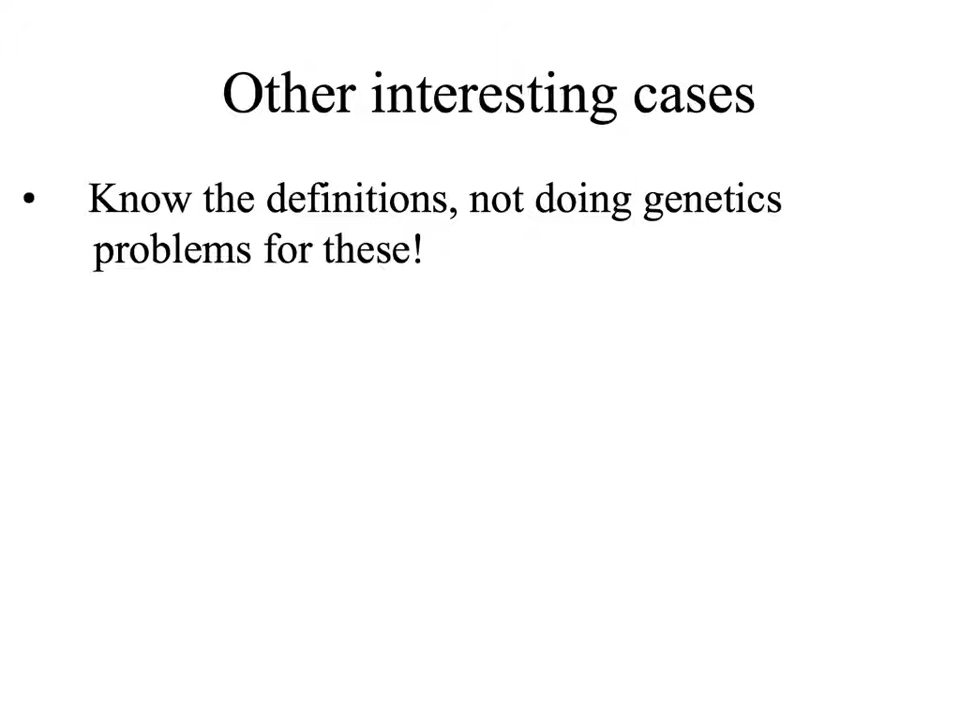 Other interesting cases
• Know the definitions, not doing genetics
problems for these!